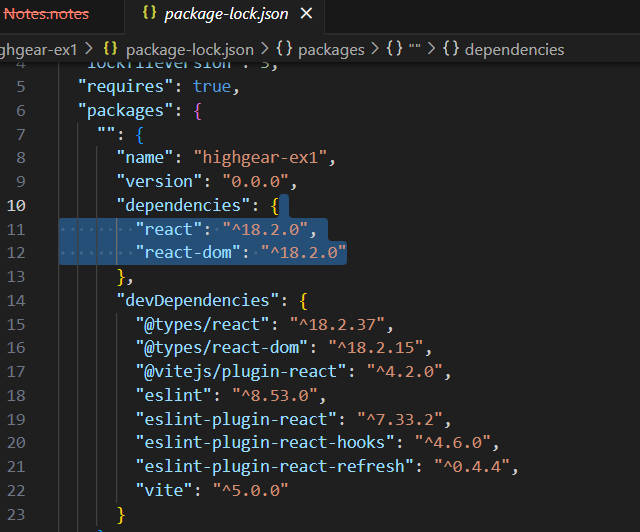 Notes.notes
{} package-lock.json ×
ghgear-ex1 > {} package-lock.json > {} packages > {} "" > {} dependencies
4 "lockfileVersion": 3,
5 "requires": true,
6 "packages": {
7 "": {
8 "name": "highgear-ex1",
9 "version": "0.0.0",
10 "dependencies": {
11 "react": "^18.2.0",
12 "react-dom": "^18.2.0"
13 },
14 "devDependencies": {
15 "@types/react": "^18.2.37",
16 "@types/react-dom": "^18.2.15",
17 "@vitejs/plugin-react": "^4.2.0",
18 "eslint": "^8.53.0",
19 "eslint-plugin-react": "^7.33.2",
20 "eslint-plugin-react-hooks": "^4.6.0",
21 "eslint-plugin-react-refresh": "^0.4.4",
22 "vite": "^5.0.0"
23 }